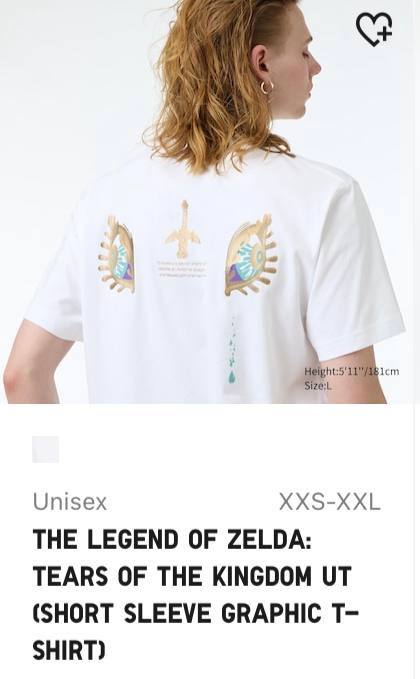 Height:5'11''/181cm
Size:L
Unisex
XXS-XXL
THE LEGEND OF ZELDA:
TEARS OF THE KINGDOM UT
(SHORT SLEEVE GRAPHIC T-
SHIRT)